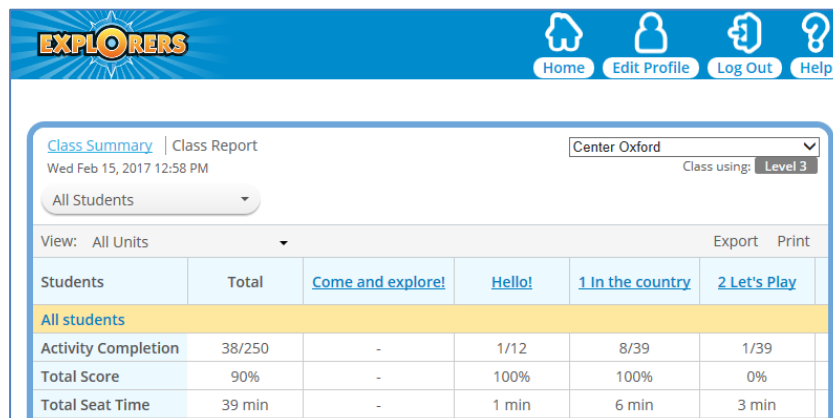 EXPLORERS
Home Edit Profile Log Out Help
Class Summary | Class Report
Center Oxford
Wed Feb 15, 2017 12:58 PM
Class using: Level 3
All Students
View: All Units Export Print
Students Total Come and explore! Hello! 1 In the country 2 Let's Play
All students
Activity Completion 38/250 - 1/12 8/39 1/39
Total Score 90% - 100% 100% 0%
Total Seat Time 39 min - 1 min 6 min 3 min